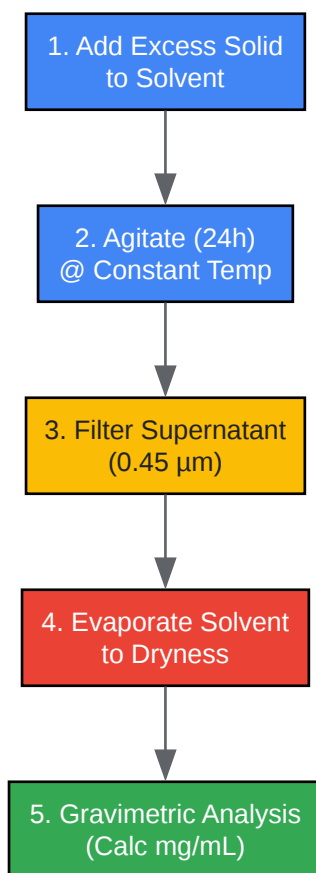 1. Add Excess Solid
to Solvent
2. Agitate (24h)
@ Constant Temp
3. Filter Supernatant
(0.45 µm)
4. Evaporate Solvent
to Dryness
5. Gravimetric Analysis
(Calc mg/mL)